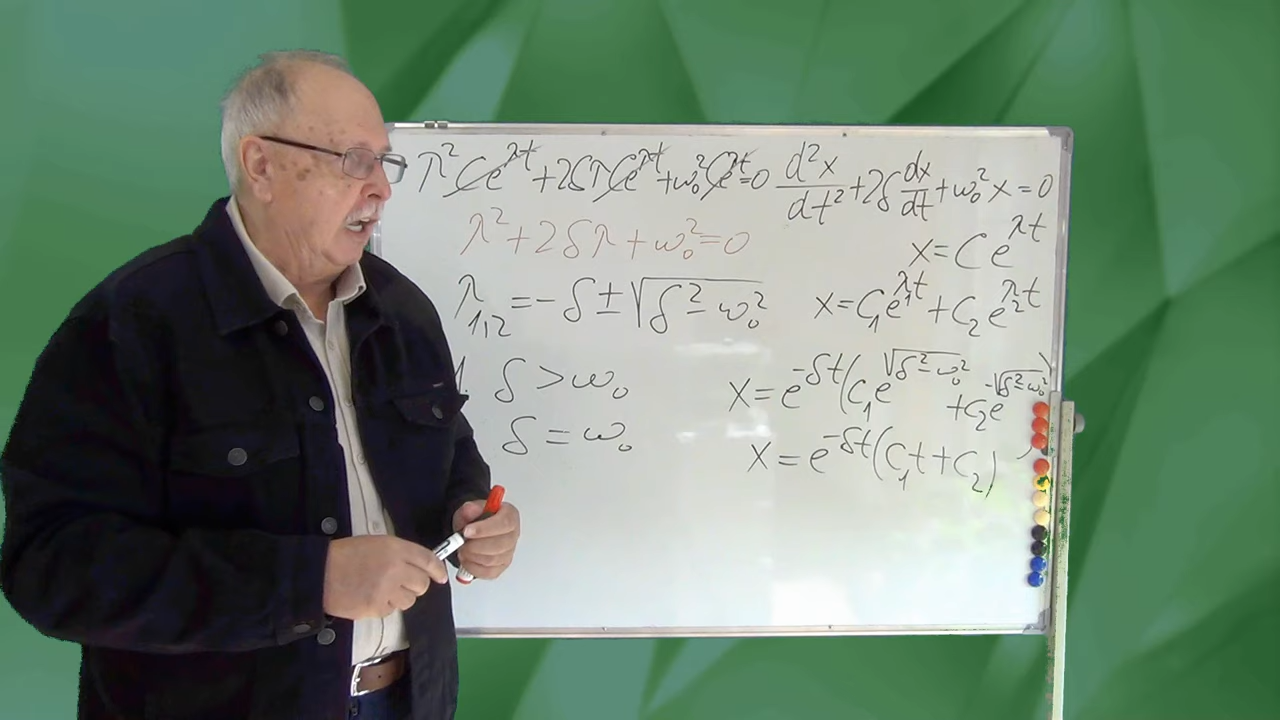 λ²Ce^λt+2δλCe^λt+ω₀²Ce^λt=0
λ²+2δλ+ω₀²=0
λ₁,₂=-δ±√(δ²-ω₀²)
1. δ>ω₀
δ=ω₀
d²x/dt²+2δdx/dt+ω₀²x=0
x=Ce^λt
x=C₁e^λ₁t+C₂e^λ₂t
x=e^-δt(C₁e^√(δ²-ω₀²)
+C₂e^-√(δ²-ω₀²))
x=e^-δt(C₁t+C₂)